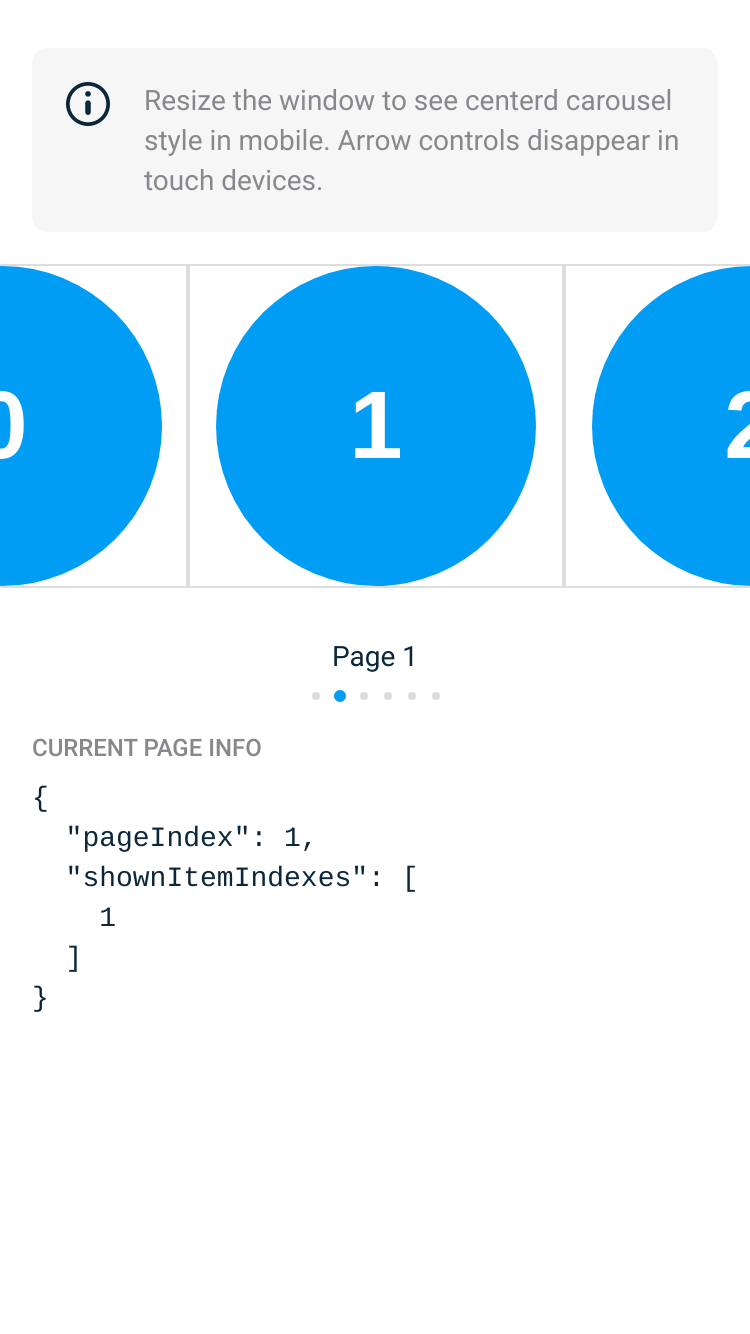 Resize the window to see centerd carousel
style in mobile. Arrow controls disappear in
touch devices.
0 1 2
Page 1
CURRENT PAGE INFO
{
  "pageIndex": 1,
  "shownItemIndexes": [
    1
  ]
}